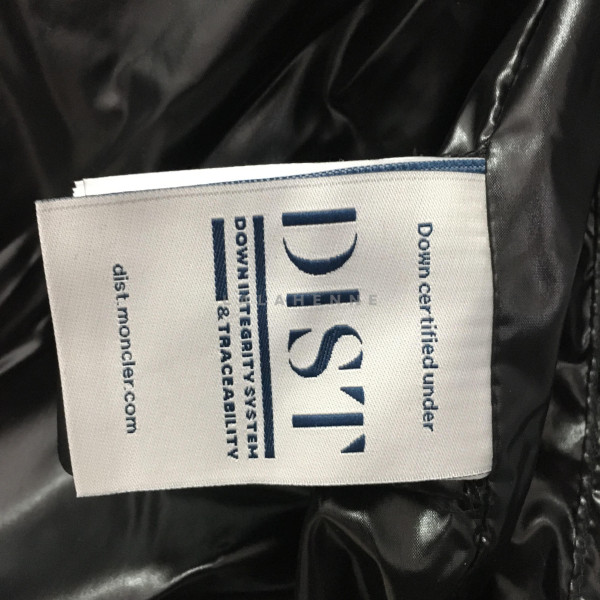 Down certified under
DIST
DOWN INTEGRITY SYSTEM
& TRACEABILITY
dist.moncler.com